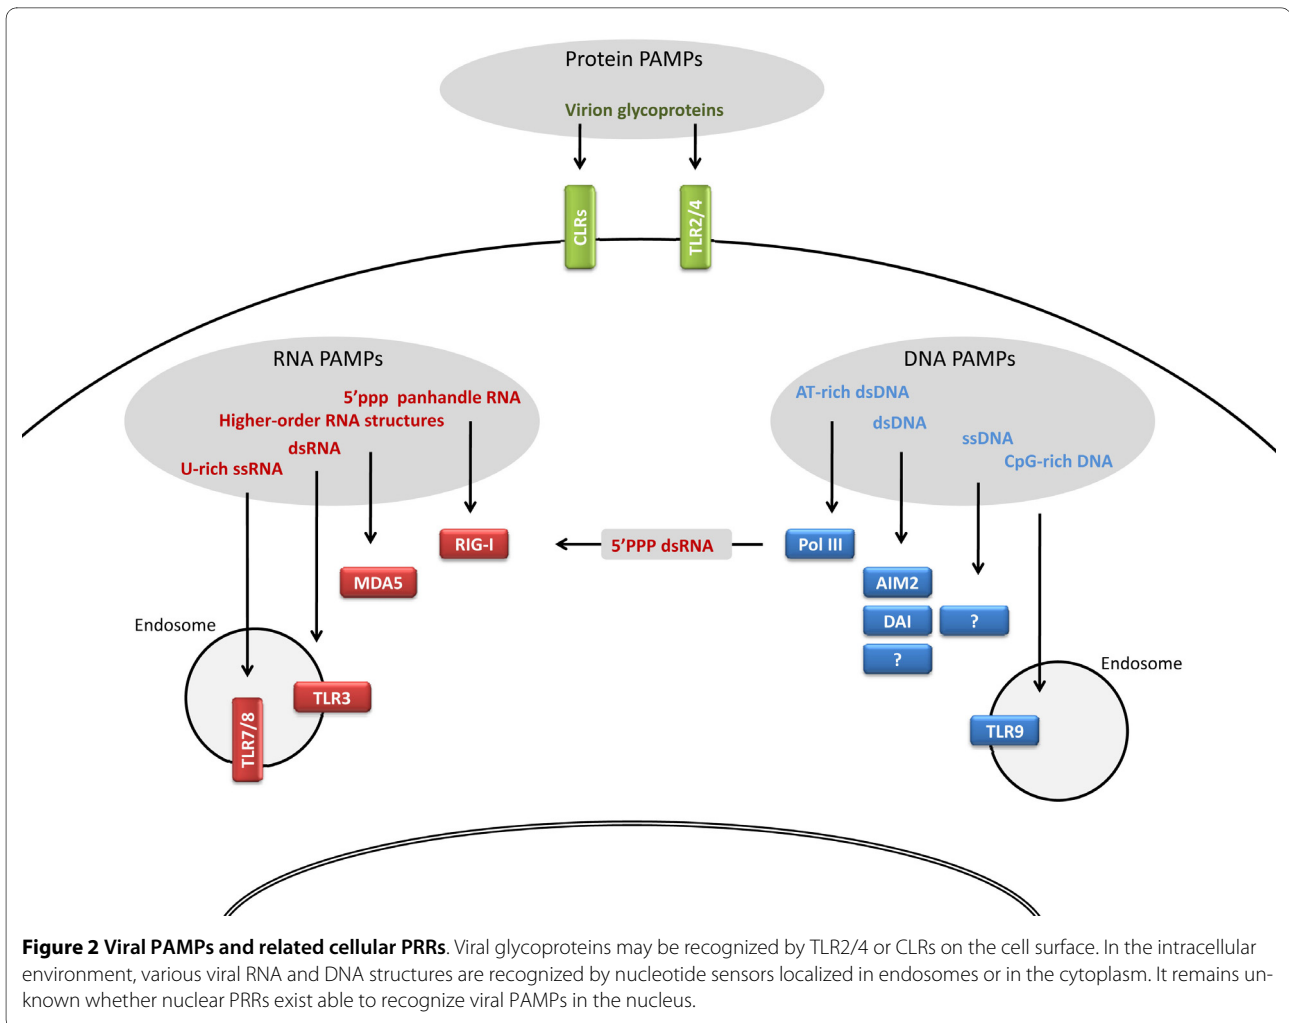 Protein PAMPs
Virion glycoproteins
CLRs
TLR2/4
RNA PAMPs
5’ppp panhandle RNA
Higher-order RNA structures
dsRNA
U-rich ssRNA
DNA PAMPs
AT-rich dsDNA
dsDNA
ssDNA
CpG-rich DNA
RIG-I
5’PPP dsRNA
Pol III
MDA5
AIM2
DAI
?
?
Endosome
TLR3
TLR7/8
Endosome
TLR9
Figure 2 Viral PAMPs and related cellular PRRs. Viral glycoproteins may be recognized by TLR2/4 or CLRs on the cell surface. In the intracellular
environment, various viral RNA and DNA structures are recognized by nucleotide sensors localized in endosomes or in the cytoplasm. It remains un-
known whether nuclear PRRs exist able to recognize viral PAMPs in the nucleus.